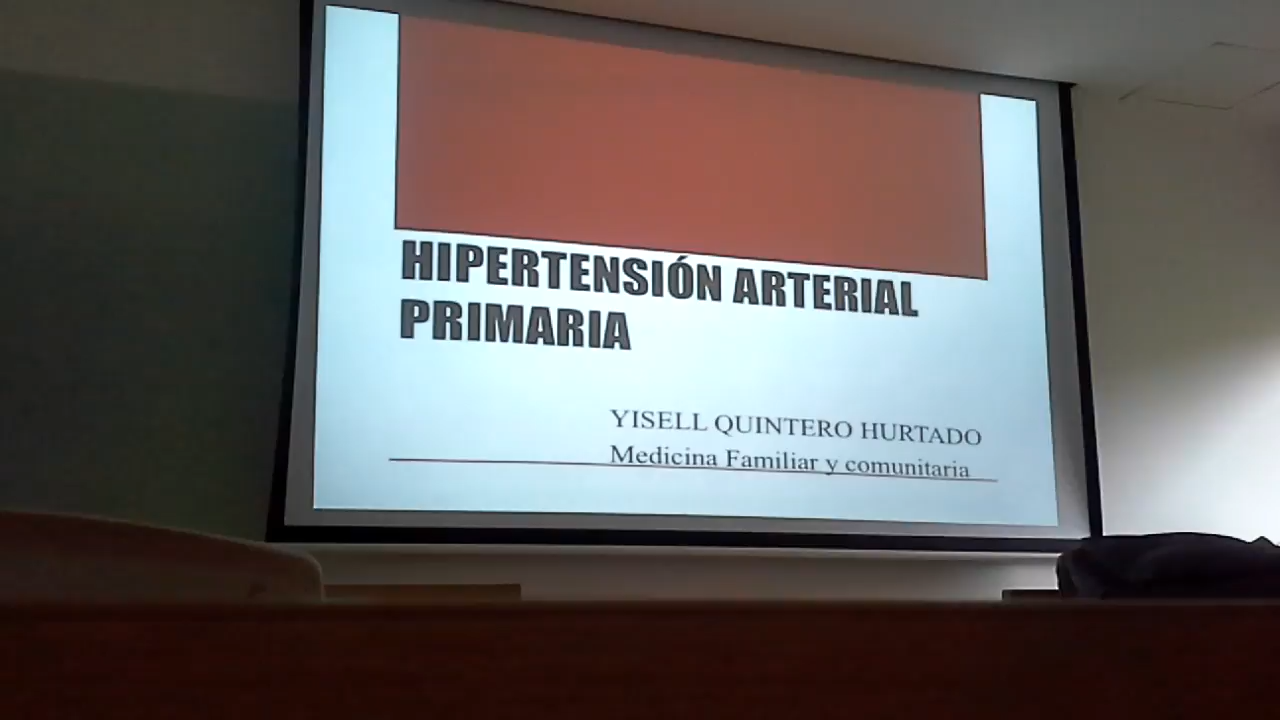 HIPERTENSIÓN ARTERIAL
PRIMARIA
YISELL QUINTERO HURTADO
Medicina Familiar y comunitaria